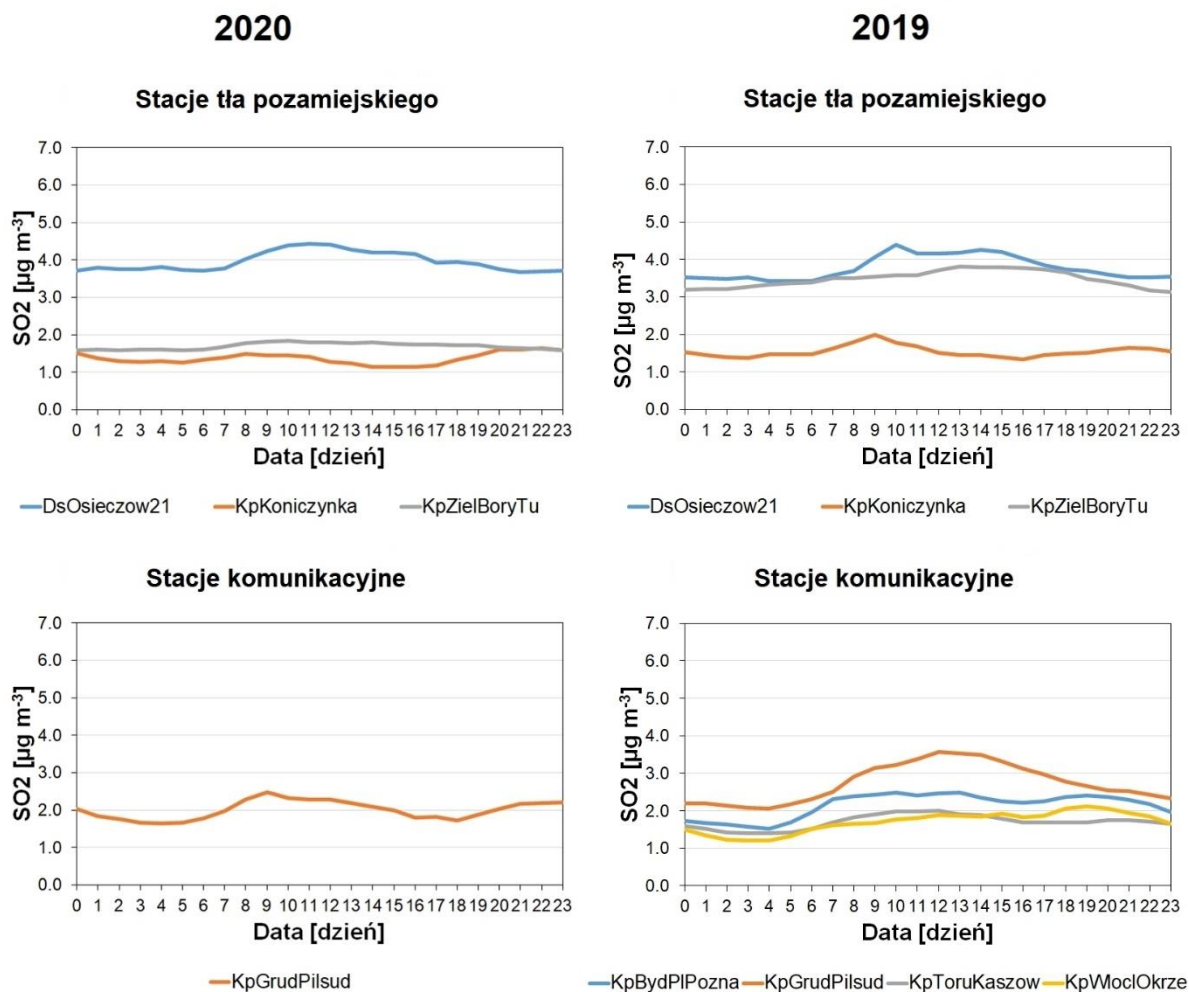 2020
2019
Stacje tła pozamiejskiego
7.0
6.0
5.0
4.0
3.0
2.0
1.0
0.0
SO2 [µg m-3]
0 1 2 3 4 5 6 7 8 9 10 11 12 13 14 15 16 17 18 19 20 21 22 23
Data [dzień]
DsOsieczow21 KpKoniczynka KpZielBoryTu
Stacje tła pozamiejskiego
7.0
6.0
5.0
4.0
3.0
2.0
1.0
0.0
SO2 [µg m-3]
0 1 2 3 4 5 6 7 8 9 10 11 12 13 14 15 16 17 18 19 20 21 22 23
Data [dzień]
DsOsieczow21 KpKoniczynka KpZielBoryTu
Stacje komunikacyjne
7.0
6.0
5.0
4.0
3.0
2.0
1.0
0.0
SO2 [µg m-3]
0 1 2 3 4 5 6 7 8 9 10 11 12 13 14 15 16 17 18 19 20 21 22 23
Data [dzień]
KpGrudPilsud
Stacje komunikacyjne
7.0
6.0
5.0
4.0
3.0
2.0
1.0
0.0
SO2 [µg m-3]
0 1 2 3 4 5 6 7 8 9 10 11 12 13 14 15 16 17 18 19 20 21 22 23
Data [dzień]
KpBydPlPozna KpGrudPilsud KpToruKaszow KpWloclOkrze